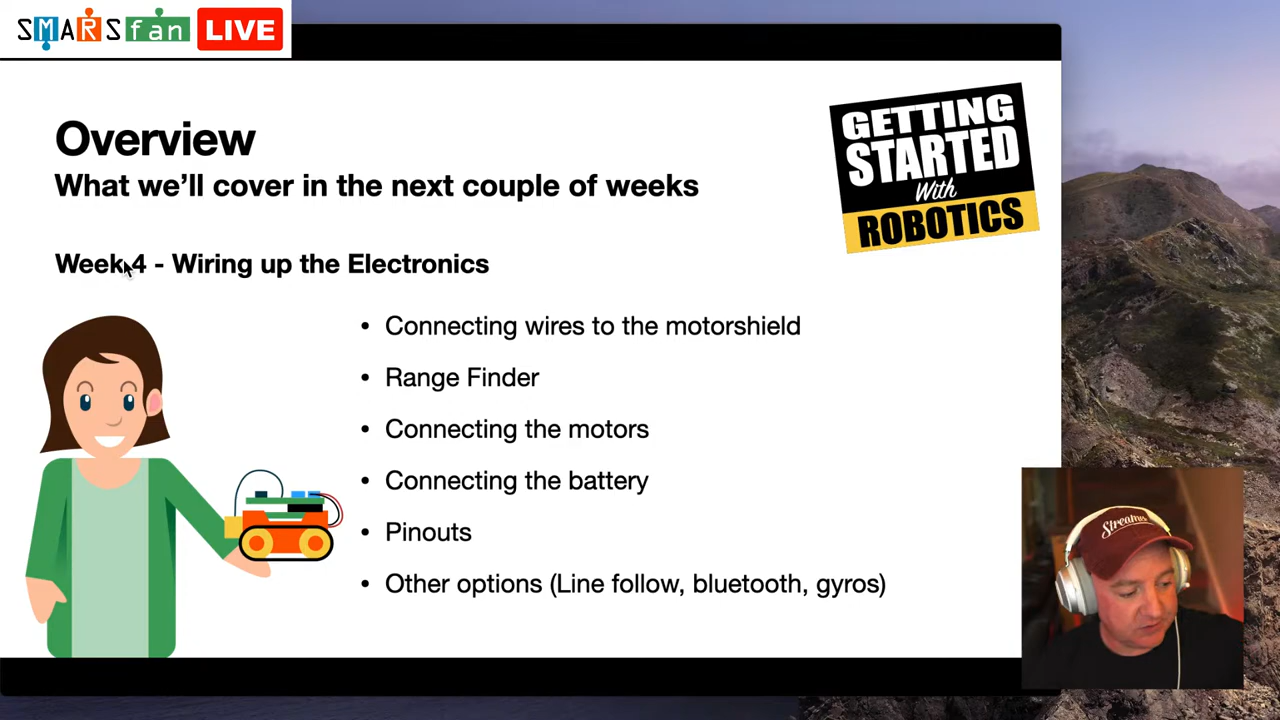 SMARSfan LIVE
GETTING
STARTED
With
ROBOTICS
Overview
What we'll cover in the next couple of weeks
Week 4 - Wiring up the Electronics
• Connecting wires to the motorshield
• Range Finder
• Connecting the motors
• Connecting the battery
• Pinouts
• Other options (Line follow, bluetooth, gyros)
Streamer